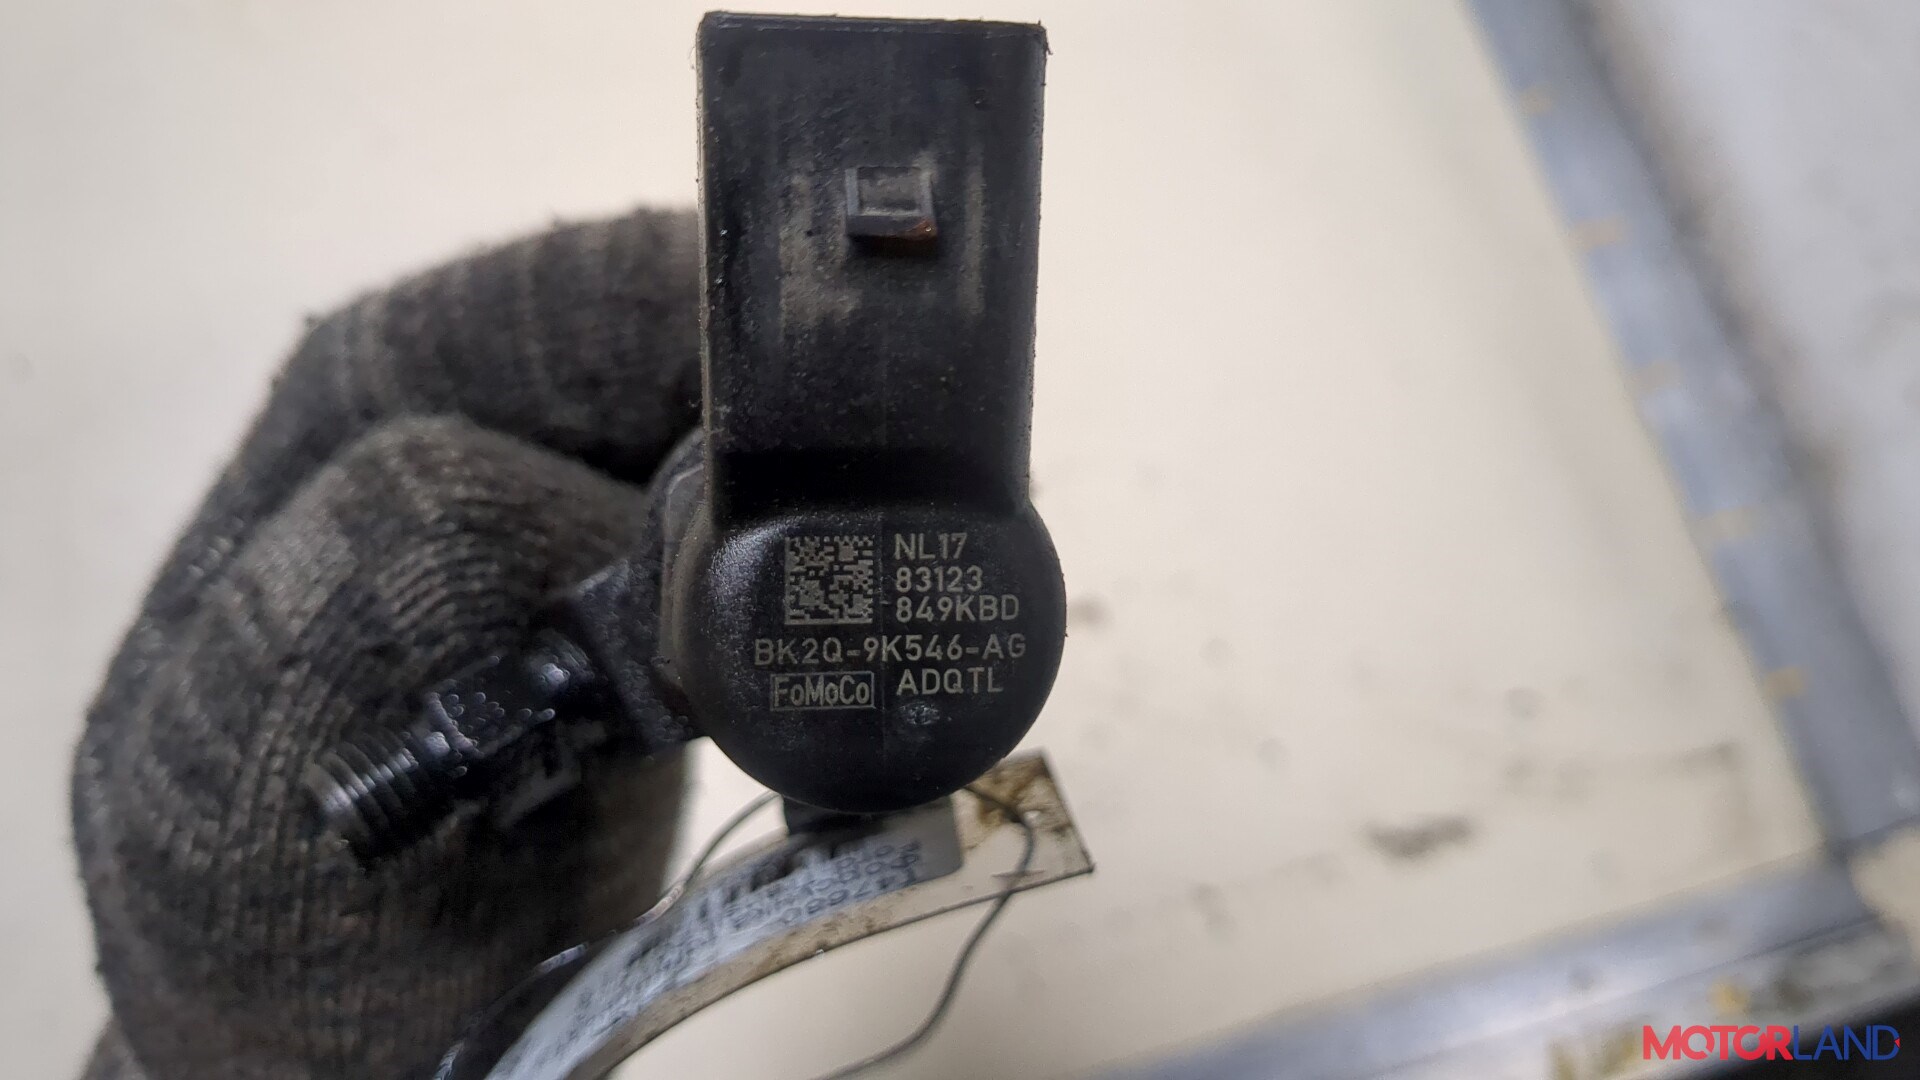 NL17
83123
849KBD
BK2Q-9K546-AG
FoMoCo ADQTL
MOTORLAND